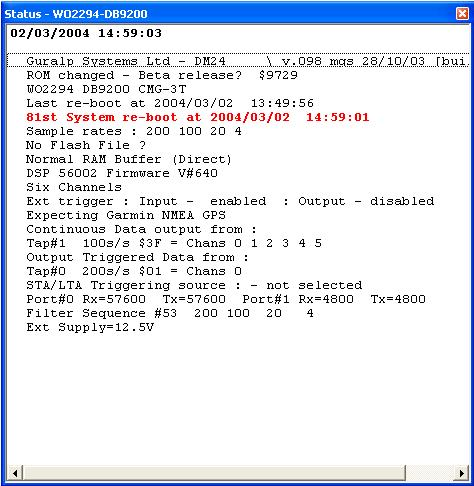 Status - WO2294-DB9200
02/03/2004 14:59:03
Guralp Systems Ltd - DM24 \ v.098 mgs 28/10/03 [bui
ROM changed - Beta release? $9729
WO2294 DB9200 CMG-3T
Last re-boot at 2004/03/02 13:49:56
81st System re-boot at 2004/03/02 14:59:01
Sample rates : 200 100 20 4
No Flash File ?
Normal RAM Buffer (Direct)
DSP 56002 Firmware V#640
Six Channels
Ext trigger : Input - enabled : Output - disabled
Expecting Garmin NMEA GPS
Continuous Data output from :
Tap#1 100s/s $3F = Chans 0 1 2 3 4 5
Output Triggered Data from :
Tap#0 200s/s $01 = Chans 0
STA/LTA Triggering source : - not selected
Port#0 Rx=57600 Tx=57600 Port#1 Rx=4800 Tx=4800
Filter Sequence #53 200 100 20 4
Ext Supply=12.5V